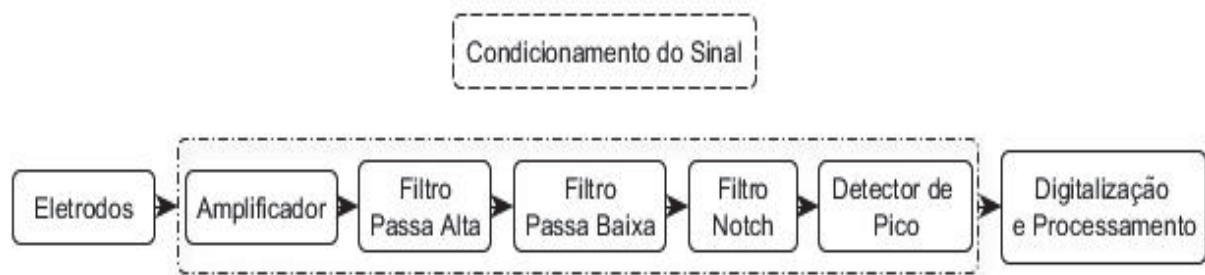 Condicionamento do Sinal
Eletrodos
Amplificador
Filtro
Passa Alta
Filtro
Passa Baixa
Filtro
Notch
Detector de
Pico
Digitalização
e Processamento